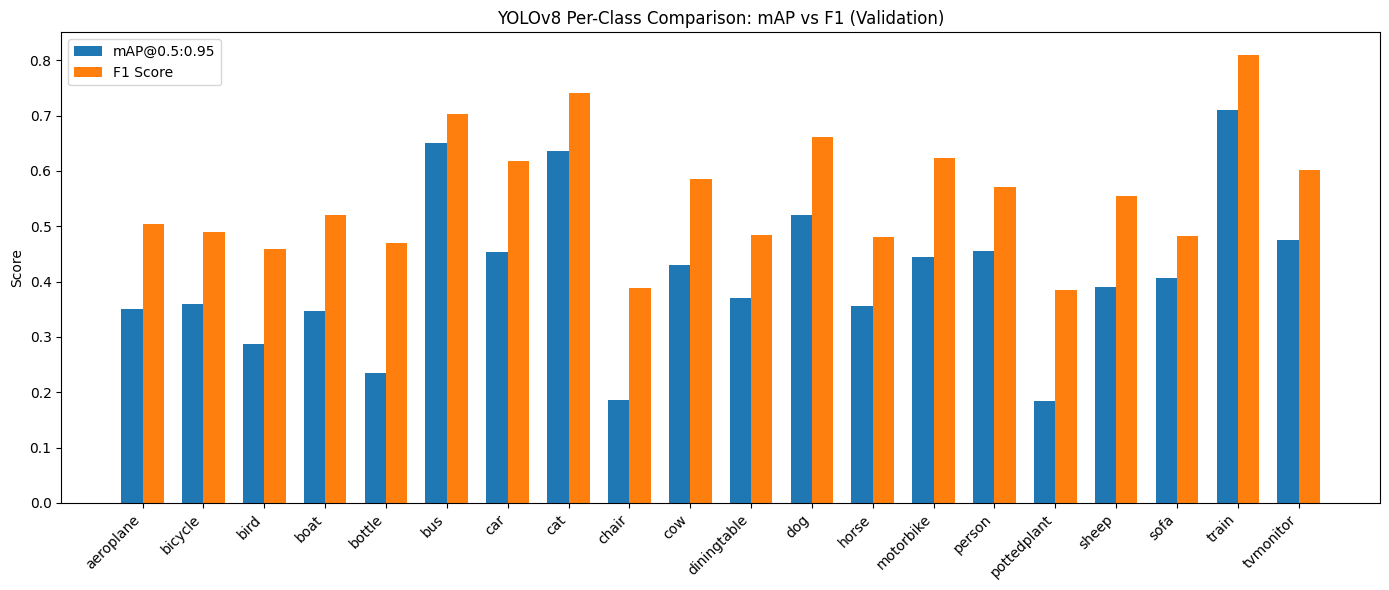 YOLOv8 Per-Class Comparison: mAP vs F1 (Validation)
mAP@0.5:0.95
F1 Score
Score
0.8
0.7
0.6
0.5
0.4
0.3
0.2
0.1
0.0
aeroplane
bicycle
bird
boat
bottle
bus
car
cat
chair
cow
diningtable
dog
horse
motorbike
person
pottedplant
sheep
sofa
train
tvmonitor